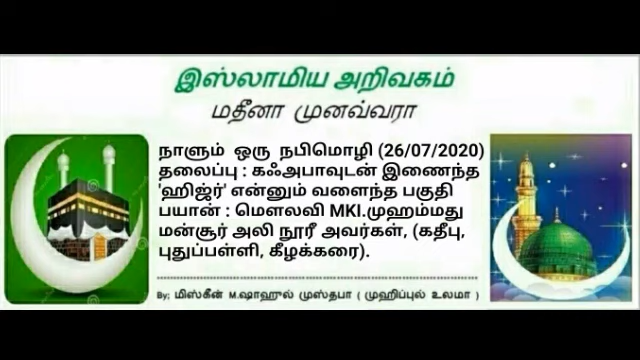 இஸ்லாமிய அறிவகம்
மதீனா முனவ்வரா
நாளும் ஒரு நபிமொழி (26/07/2020)
தலைப்பு : கஃஅபாவுடன் இணைந்த
'ஹிஜ்ர்' என்னும் வளைந்த பகுதி
பயான் : மௌலவி MKI.முஹம்மது
மன்சூர் அலி நூரீ அவர்கள், (கதீபு,
புதுப்பள்ளி, கீழக்கரை).
By; மிஸ்கீன் M.ஷாஹுல் முஸ்தபா ( முஹிப்புல் உலமா )